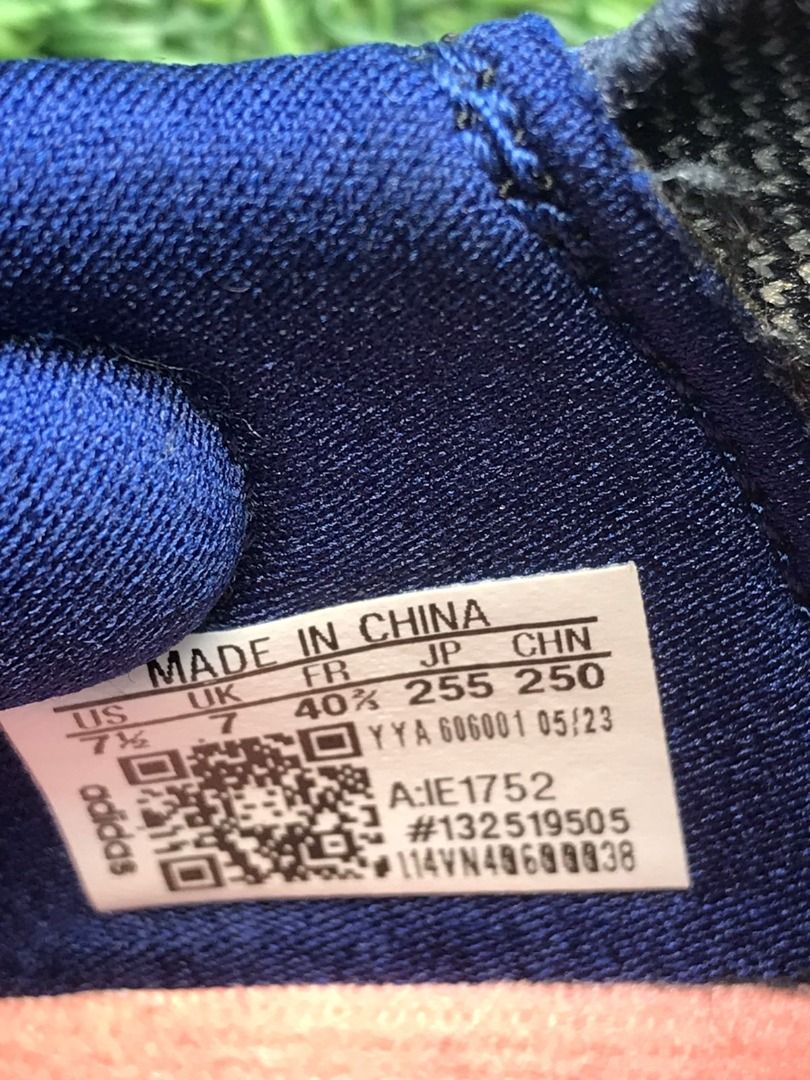 MADE IN CHINA
US UK FR JP CHN
7½ 7 40⅔ 255 250
YYA 606001 05/23
A:IE1752
#132519505
adidas